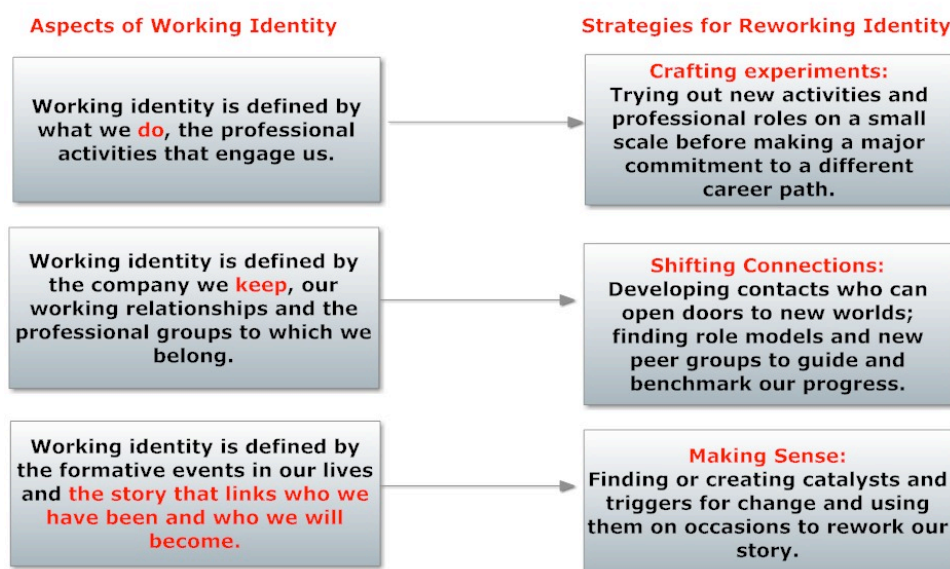 Aspects of Working Identity
Strategies for Reworking Identity
Working identity is defined by
what we do, the professional
activities that engage us.
Crafting experiments:
Trying out new activities and
professional roles on a small
scale before making a major
commitment to a different
career path.
Working identity is defined by
the company we keep, our
working relationships and the
professional groups to which we
belong.
Shifting Connections:
Developing contacts who can
open doors to new worlds;
finding role models and new
peer groups to guide and
benchmark our progress.
Working identity is defined by
the formative events in our lives
and the story that links who we
have been and who we will
become.
Making Sense:
Finding or creating catalysts and
triggers for change and using
them on occasions to rework our
story.